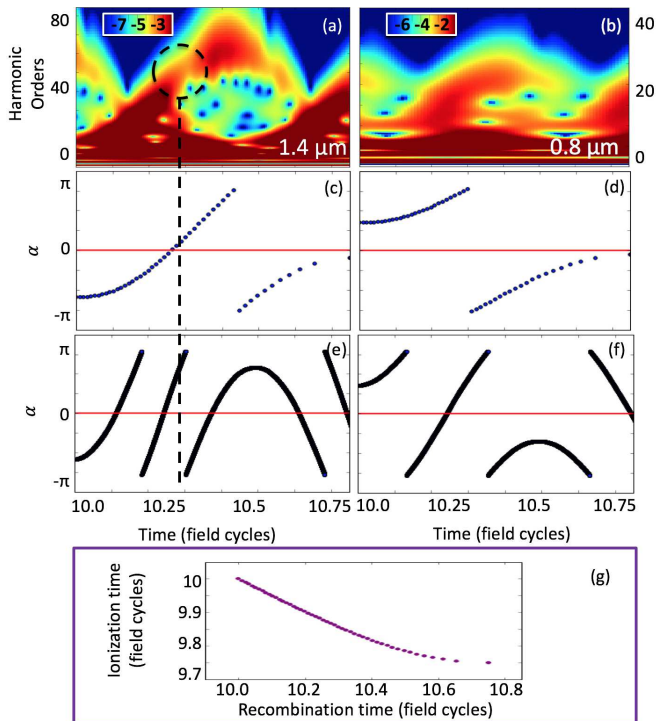 80
-7 -5 -3
(a)
-6 -4 -2
(b)
40
Harmonic
Orders
40
20
0
1.4 µm
0.8 µm
0
π
(c)
(d)
α
0
-π
π
(e)
(f)
α
0
-π
10.0
10.25
10.5
10.75
10.0
10.25
10.5
10.75
Time (field cycles)
Time (field cycles)
(g)
Ionization time
(field cycles)
10
9.9
9.8
9.7
10.0
10.2
10.4
10.6
10.8
Recombination time (field cycles)